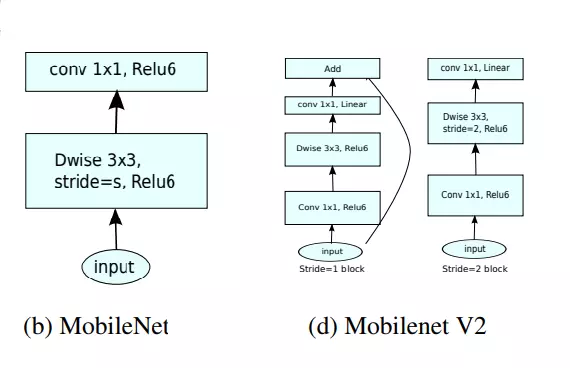 conv 1x1, Relu6
Dwise 3x3,
stride=s, Relu6
input
(b) MobileNet
Add
conv 1x1, Linear
Dwise 3x3, Relu6
Conv 1x1, Relu6
input
Stride=1 block
conv 1x1, Linear
Dwise 3x3,
stride=2, Relu6
Conv 1x1, Relu6
input
Stride=2 block
(d) Mobilenet V2